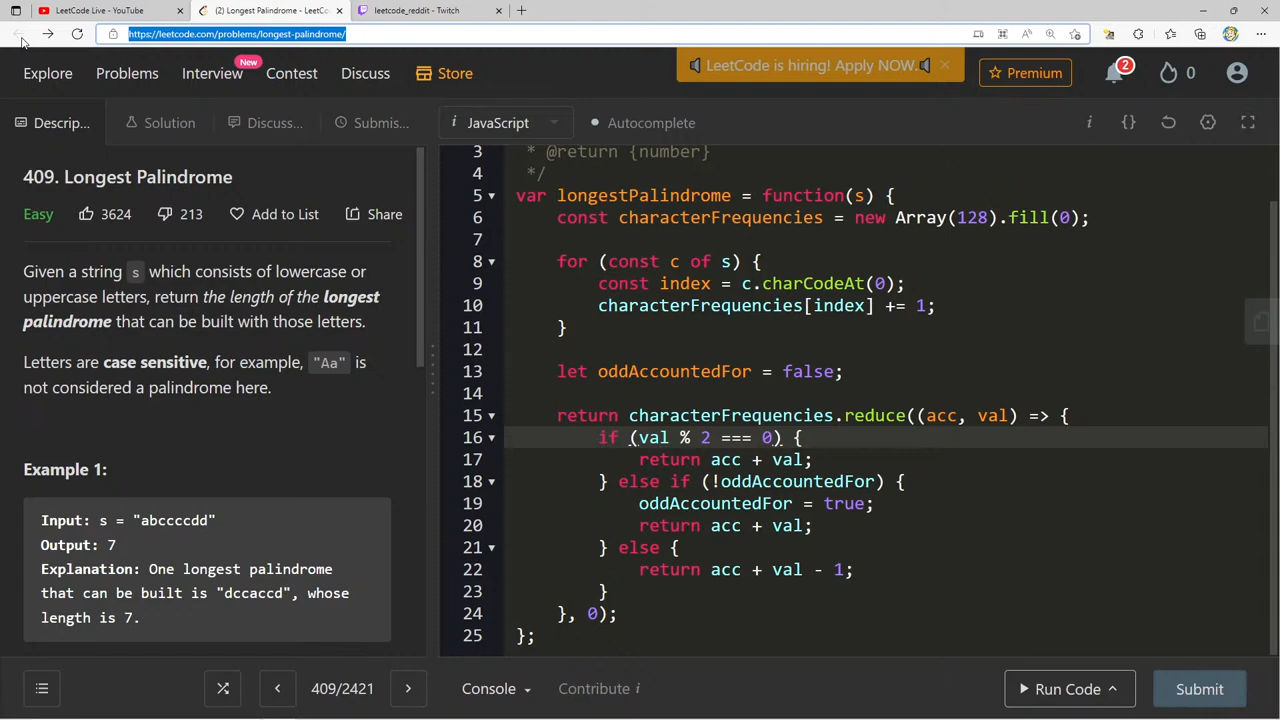 LeetCode Live - YouTube
(2) Longest Palindrome - LeetCo
leetcode_reddit - Twitch
https://leetcode.com/problems/longest-palindrome/
Explore
Problems
Interview
New
Contest
Discuss
Store
LeetCode is hiring! Apply NOW.
Premium
2
0
Descrip...
Solution
Discuss...
Submis...
i
JavaScript
Autocomplete
i
{}
409. Longest Palindrome
Easy
3624
213
Add to List
Share
Given a string s which consists of lowercase or
uppercase letters, return the length of the longest
palindrome that can be built with those letters.
Letters are case sensitive, for example, "Aa" is
not considered a palindrome here.
Example 1:
Input: s = "abccccdd"
Output: 7
Explanation: One longest palindrome
that can be built is "dccaccd", whose
length is 7.
3 * @return {number}
4 */
5 var longestPalindrome = function(s) {
6 const characterFrequencies = new Array(128).fill(0);
7
8 for (const c of s) {
9 const index = c.charCodeAt(0);
10 characterFrequencies[index] += 1;
11 }
12
13 let oddAccountedFor = false;
14
15 return characterFrequencies.reduce((acc, val) => {
16 if (val % 2 === 0) {
17 return acc + val;
18 } else if (!oddAccountedFor) {
19 oddAccountedFor = true;
20 return acc + val;
21 } else {
22 return acc + val - 1;
23 }
24 }, 0);
25 };
409/2421
Console
Contribute i
Run Code
Submit